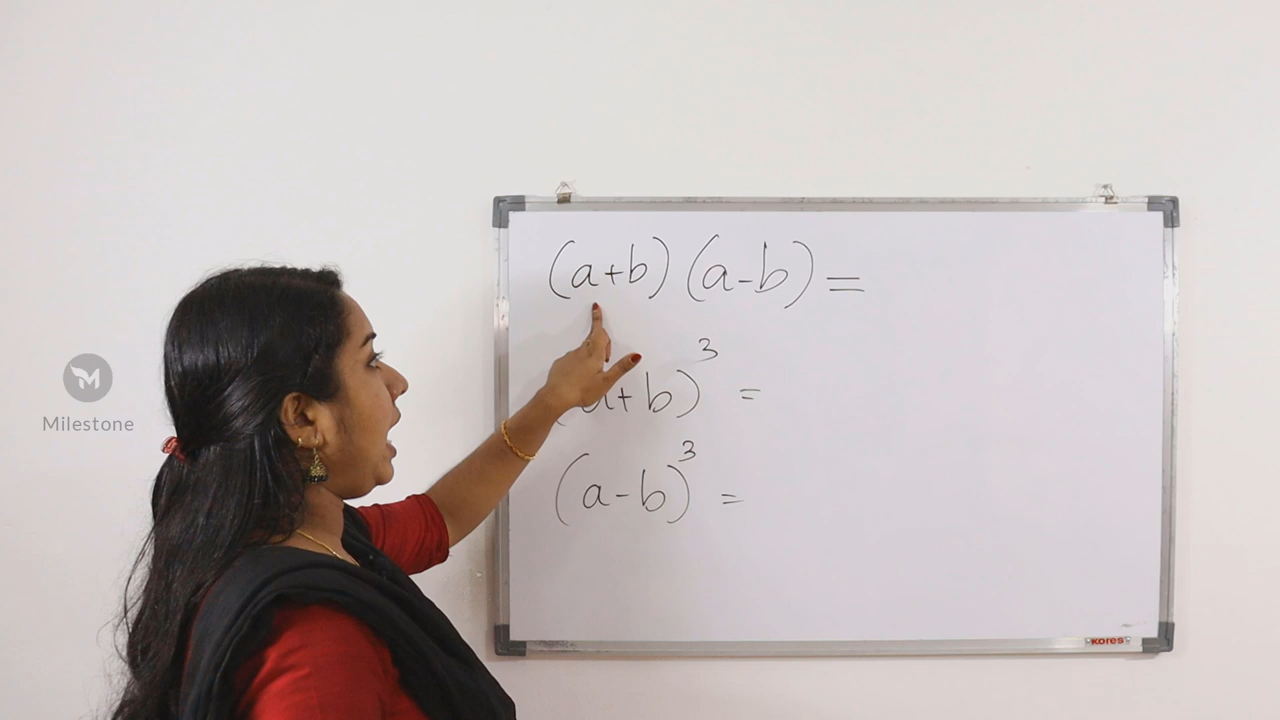 (a+b) (a-b) =
(a+b)³ =
(a-b)³ =
Milestone
KORES